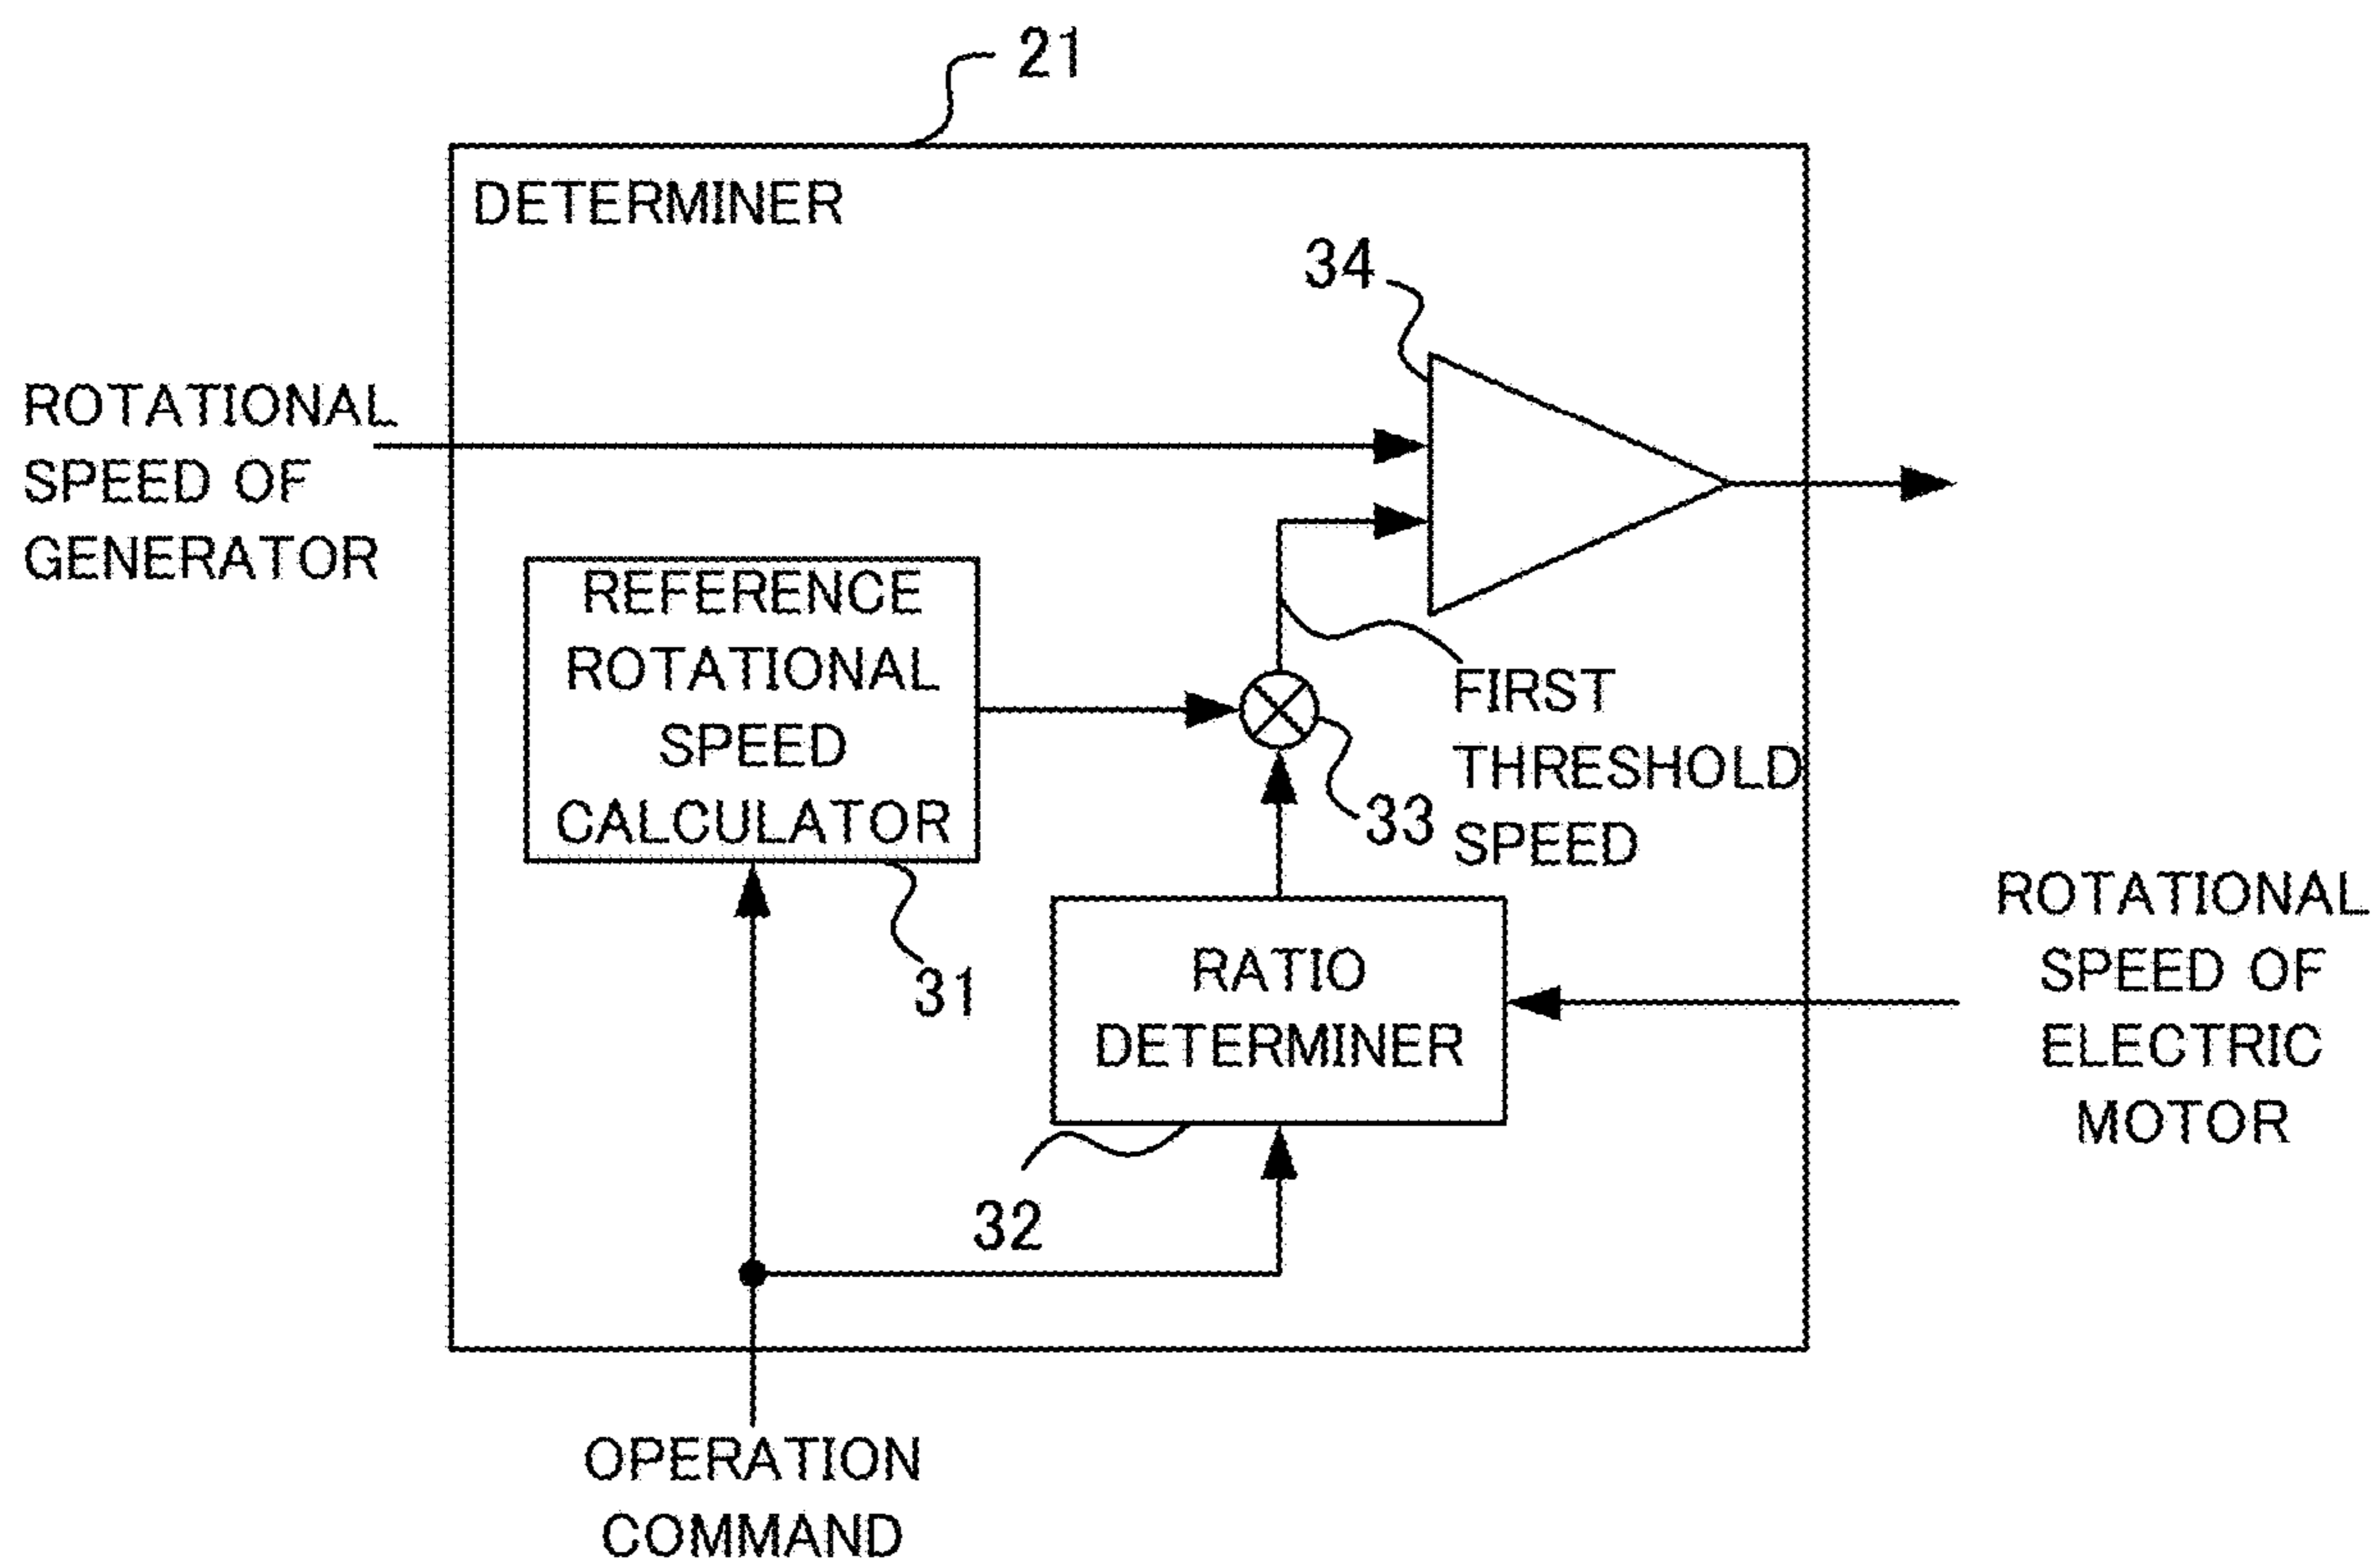 21
DETERMINER
34
ROTATIONAL
SPEED OF
GENERATOR
REFERENCE
ROTATIONAL
SPEED
CALCULATOR
FIRST
THRESHOLD
SPEED
33
31
RATIO
DETERMINER
ROTATIONAL
SPEED OF
ELECTRIC
MOTOR
32
OPERATION
COMMAND